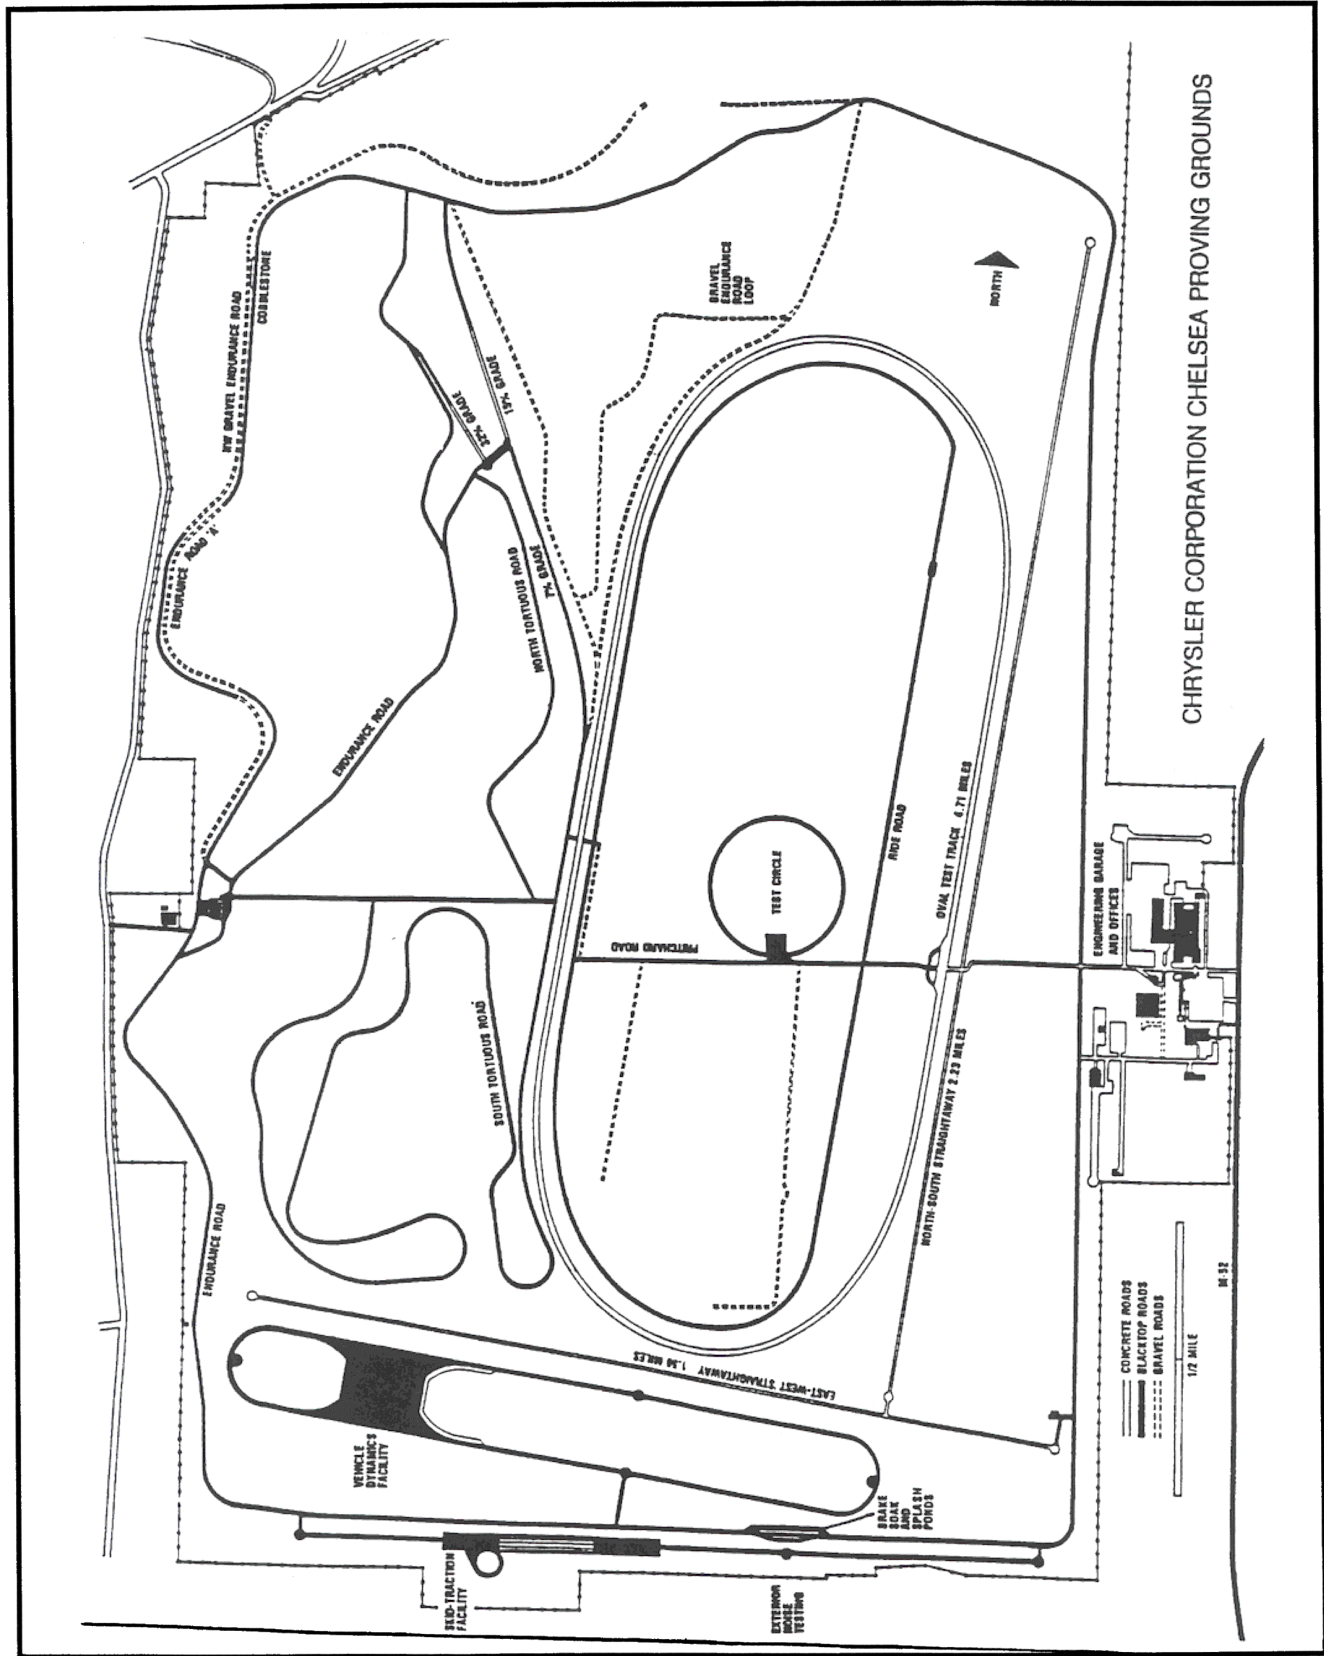 CHRYSLER CORPORATION CHELSEA PROVING GROUNDS
NW GRAVEL ENDURANCE ROAD
COBBLESTONE
ENDURANCE ROAD 'A'
32% GRADE
15% GRADE
GRAVEL
ENDURANCE
ROAD
LOOP
NORTH
NORTH TORTUOUS ROAD
7% GRADE
ENDURANCE ROAD
TEST CIRCLE
RIDE ROAD
OVAL TEST TRACK 4.71 MILES
PRITCHARD ROAD
ENGINEERING GARAGE
AND OFFICES
SOUTH TORTUOUS ROAD
NORTH-SOUTH STRAIGHTAWAY 2.23 MILES
ENDURANCE ROAD
EAST-WEST STRAIGHTAWAY 1.50 MILES
VEHICLE
DYNAMICS
FACILITY
BRAKE
SOAK
AND
SPLASH
PONDS
SKID-TRACTION
FACILITY
EXTERIOR
NOISE
TESTING
CONCRETE ROADS
BLACKTOP ROADS
GRAVEL ROADS
1/2 MILE
M-52